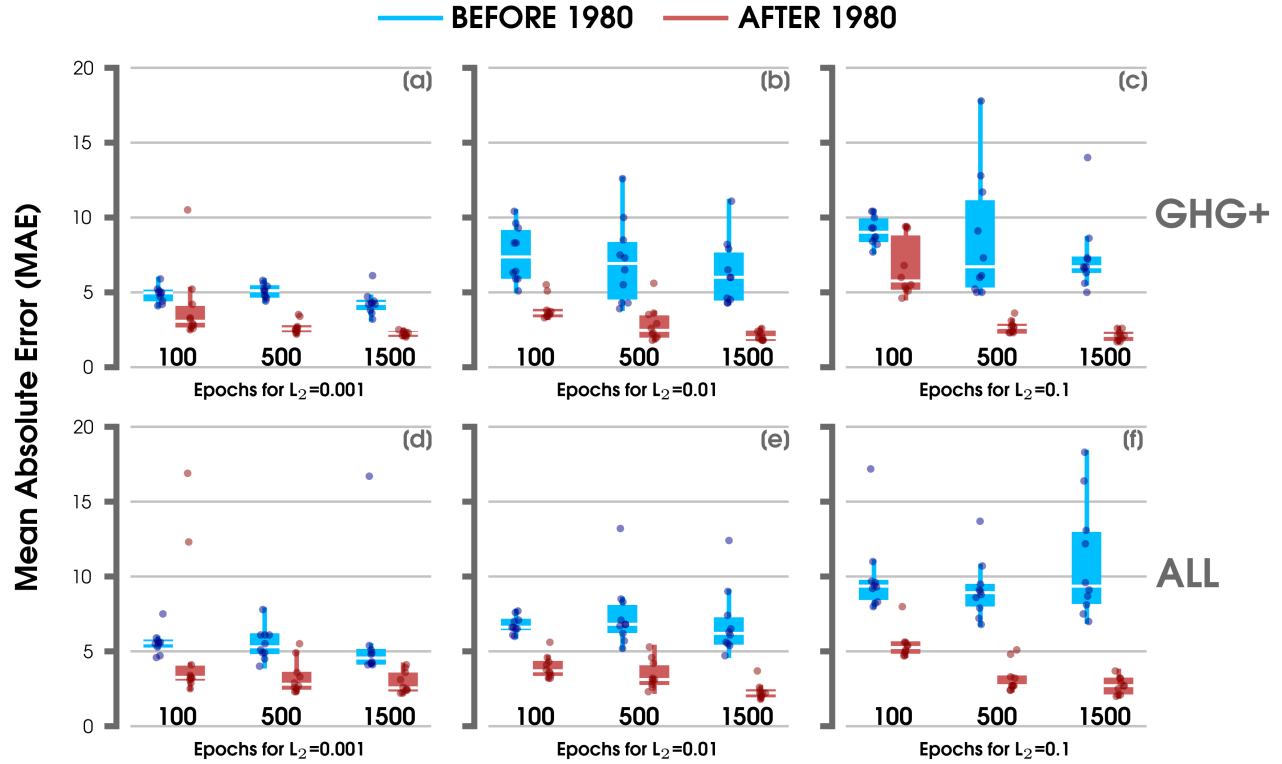 BEFORE 1980 AFTER 1980
Mean Absolute Error (MAE)
20
15
10
5
0
(a)
100 500 1500
Epochs for L2=0.001
(b)
100 500 1500
Epochs for L2=0.01
(c)
100 500 1500
Epochs for L2=0.1
GHG+
20
15
10
5
0
(d)
100 500 1500
Epochs for L2=0.001
(e)
100 500 1500
Epochs for L2=0.01
(f)
100 500 1500
Epochs for L2=0.1
ALL